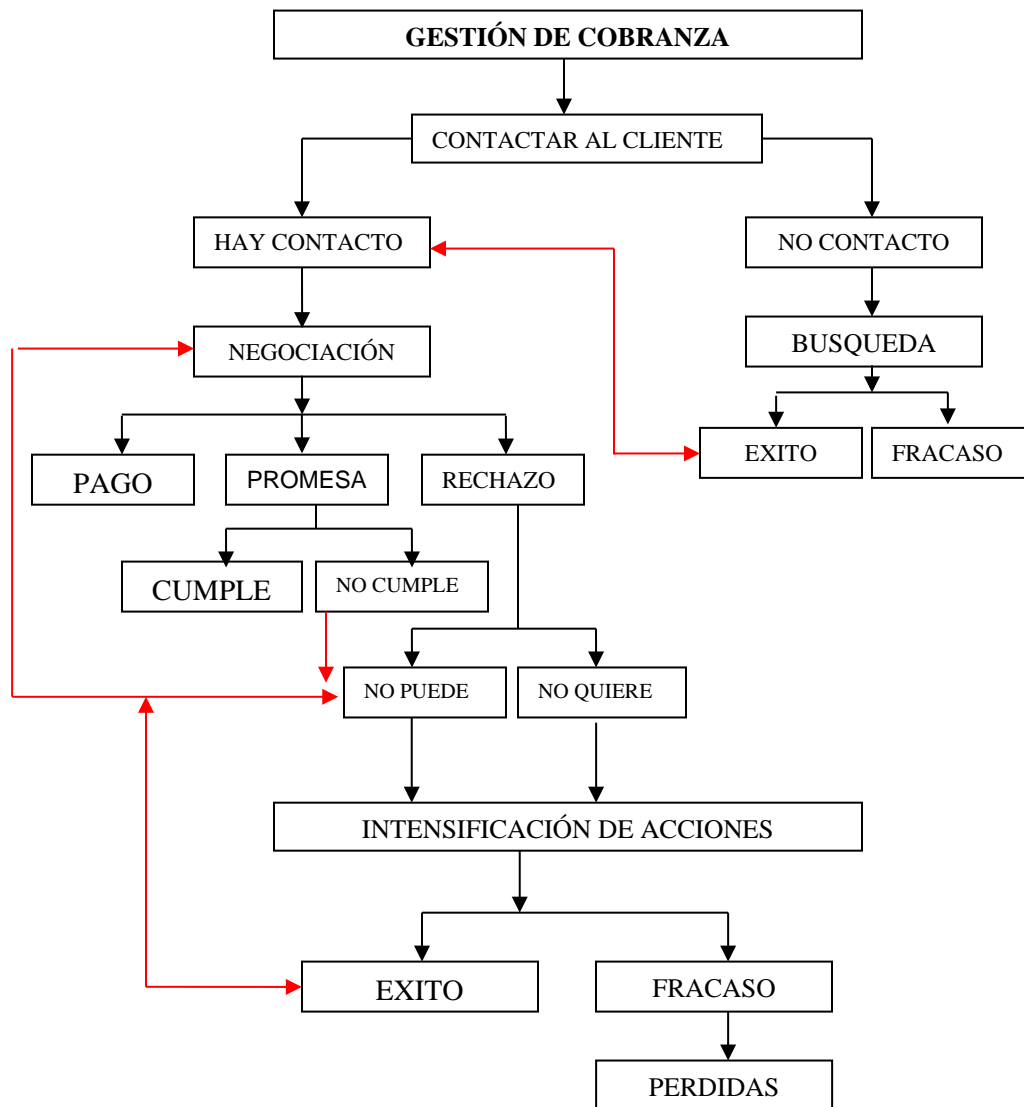 GESTIÓN DE COBRANZA
CONTACTAR AL CLIENTE
HAY CONTACTO
NO CONTACTO
NEGOCIACIÓN
BUSQUEDA
EXITO
FRACASO
PAGO
PROMESA
RECHAZO
CUMPLE
NO CUMPLE
NO PUEDE
NO QUIERE
INTENSIFICACIÓN DE ACCIONES
EXITO
FRACASO
PERDIDAS